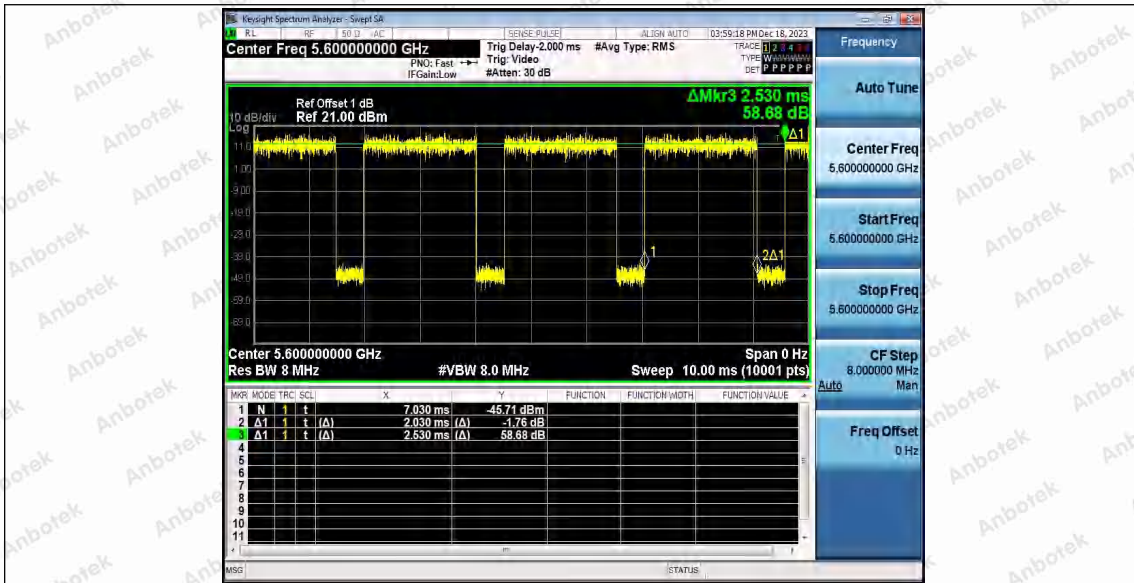 Keysight Spectrum Analyzer - Swept SA
RL RF 50 Ω AC SENSE:PULSE ALIGN AUTO 03:59:18 PM Dec 18, 2023
Center Freq 5.600000000 GHz
PNO: Fast
IFGain:Low
Trig Delay-2.000 ms
Trig: Video
#Atten: 30 dB
#Avg Type: RMS
TRACE 1 2 3 4 5 6
TYPE
DET P P P P P P
ΔMkr3 2.530 ms
58.68 dB
Ref Offset 1 dB
10 dB/div Ref 21.00 dBm
Log
11.0
1.00
-9.00
-19.0
-29.0
-39.0
-49.0
-59.0
-69.0
Δ1
1
2Δ1
Center 5.600000000 GHz Span 0 Hz
Res BW 8 MHz #VBW 8.0 MHz Sweep 10.00 ms (10001 pts)
MKR MODE TRC SCL X Y FUNCTION FUNCTION WIDTH FUNCTION VALUE
1 N 1 t 7.030 ms -45.71 dBm
2 Δ1 1 t (Δ) 2.030 ms (Δ) -1.76 dB
3 Δ1 1 t (Δ) 2.530 ms (Δ) 58.68 dB
4
5
6
7
8
9
10
11
MSG STATUS
Frequency
Auto Tune
Center Freq
5.600000000 GHz
Start Freq
5.600000000 GHz
Stop Freq
5.600000000 GHz
CF Step
8.000000 MHz
Auto Man
Freq Offset
0 Hz
Anbotek